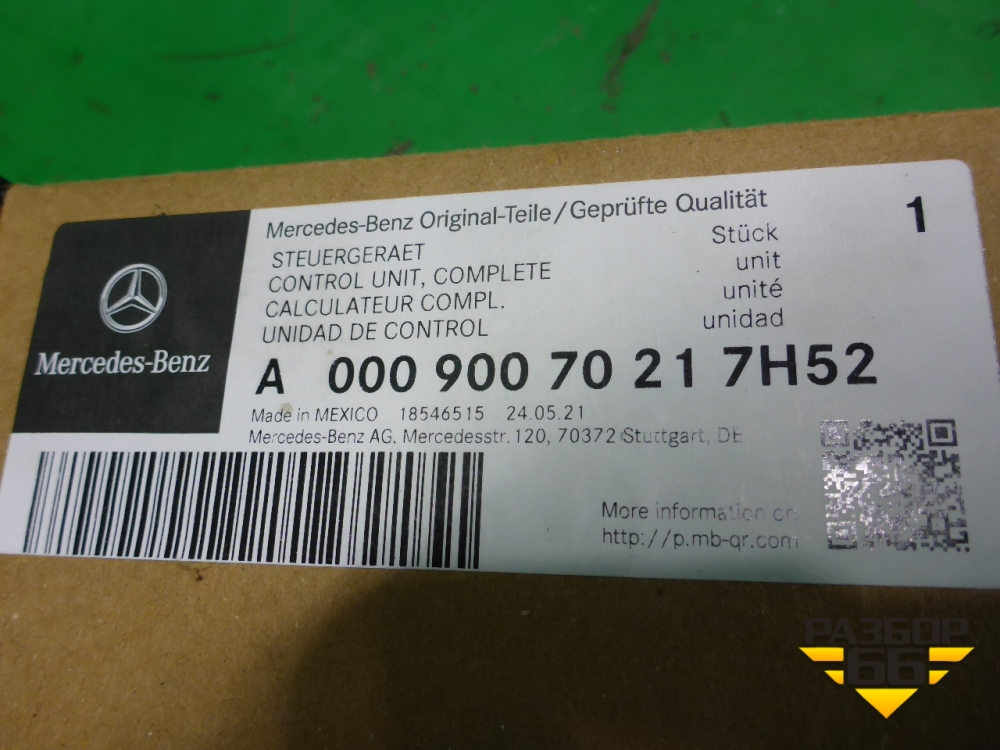 Mercedes-Benz Original-Teile/Geprüfte Qualität
1
STEUERGERAET
Stück
CONTROL UNIT, COMPLETE
unit
CALCULATEUR COMPL.
unité
UNIDAD DE CONTROL
unidad
Mercedes-Benz
A 000 900 70 21 7H52
Made in MEXICO 18546515 24.05.21
Mercedes-Benz AG. Mercedesstr. 120, 70372 Stuttgart, DE
More information on
http://p.mb-qr.com
РАЗБОР
66